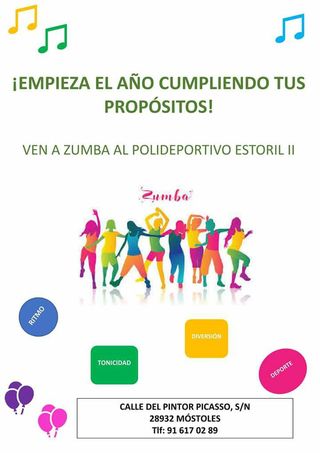 ¡EMPIEZA EL AÑO CUMPLIENDO TUS
PROPÓSITOS!
VEN A ZUMBA AL POLIDEPORTIVO ESTORIL II
Zumba
RITMO
DIVERSIÓN
TONICIDAD
DEPORTE
CALLE DEL PINTOR PICASSO, S/N
28932 MÓSTOLES
Tlf: 91 617 02 89